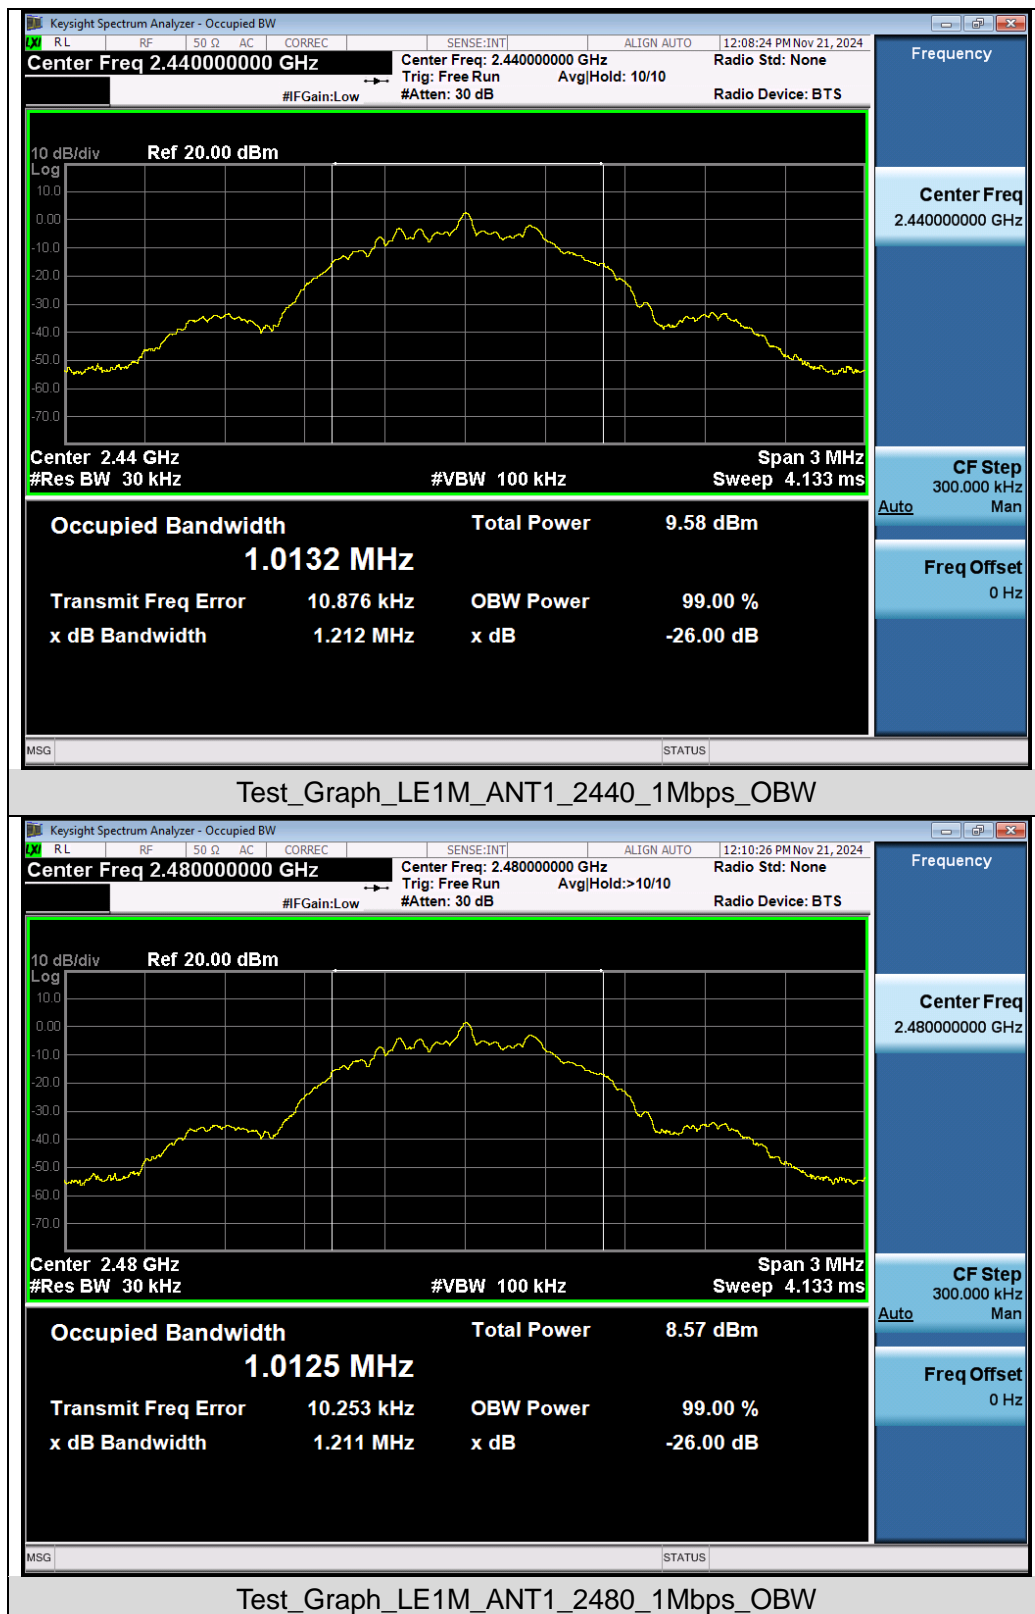 Keysight Spectrum Analyzer - Occupied BW
LXI RL RF 50 Ω AC CORREC SENSE:INT ALIGN AUTO 12:08:24 PM Nov 21, 2024
Center Freq 2.440000000 GHz Center Freq: 2.440000000 GHz Radio Std: None
Trig: Free Run Avg|Hold: 10/10
#IFGain:Low #Atten: 30 dB Radio Device: BTS
Frequency
10 dB/div Ref 20.00 dBm
Log
10.0
0.00
-10.0
-20.0
-30.0
-40.0
-50.0
-60.0
-70.0
Center 2.44 GHz Span 3 MHz
#Res BW 30 kHz #VBW 100 kHz Sweep 4.133 ms
Center Freq
2.440000000 GHz
CF Step
300.000 kHz
Auto Man
Freq Offset
0 Hz
Occupied Bandwidth Total Power 9.58 dBm
1.0132 MHz
Transmit Freq Error 10.876 kHz OBW Power 99.00 %
x dB Bandwidth 1.212 MHz x dB -26.00 dB
MSG STATUS
Test_Graph_LE1M_ANT1_2440_1Mbps_OBW
Keysight Spectrum Analyzer - Occupied BW
LXI RL RF 50 Ω AC CORREC SENSE:INT ALIGN AUTO 12:10:26 PM Nov 21, 2024
Center Freq 2.480000000 GHz Center Freq: 2.480000000 GHz Radio Std: None
Trig: Free Run Avg|Hold:>10/10
#IFGain:Low #Atten: 30 dB Radio Device: BTS
Frequency
10 dB/div Ref 20.00 dBm
Log
10.0
0.00
-10.0
-20.0
-30.0
-40.0
-50.0
-60.0
-70.0
Center 2.48 GHz Span 3 MHz
#Res BW 30 kHz #VBW 100 kHz Sweep 4.133 ms
Center Freq
2.480000000 GHz
CF Step
300.000 kHz
Auto Man
Freq Offset
0 Hz
Occupied Bandwidth Total Power 8.57 dBm
1.0125 MHz
Transmit Freq Error 10.253 kHz OBW Power 99.00 %
x dB Bandwidth 1.211 MHz x dB -26.00 dB
MSG STATUS
Test_Graph_LE1M_ANT1_2480_1Mbps_OBW